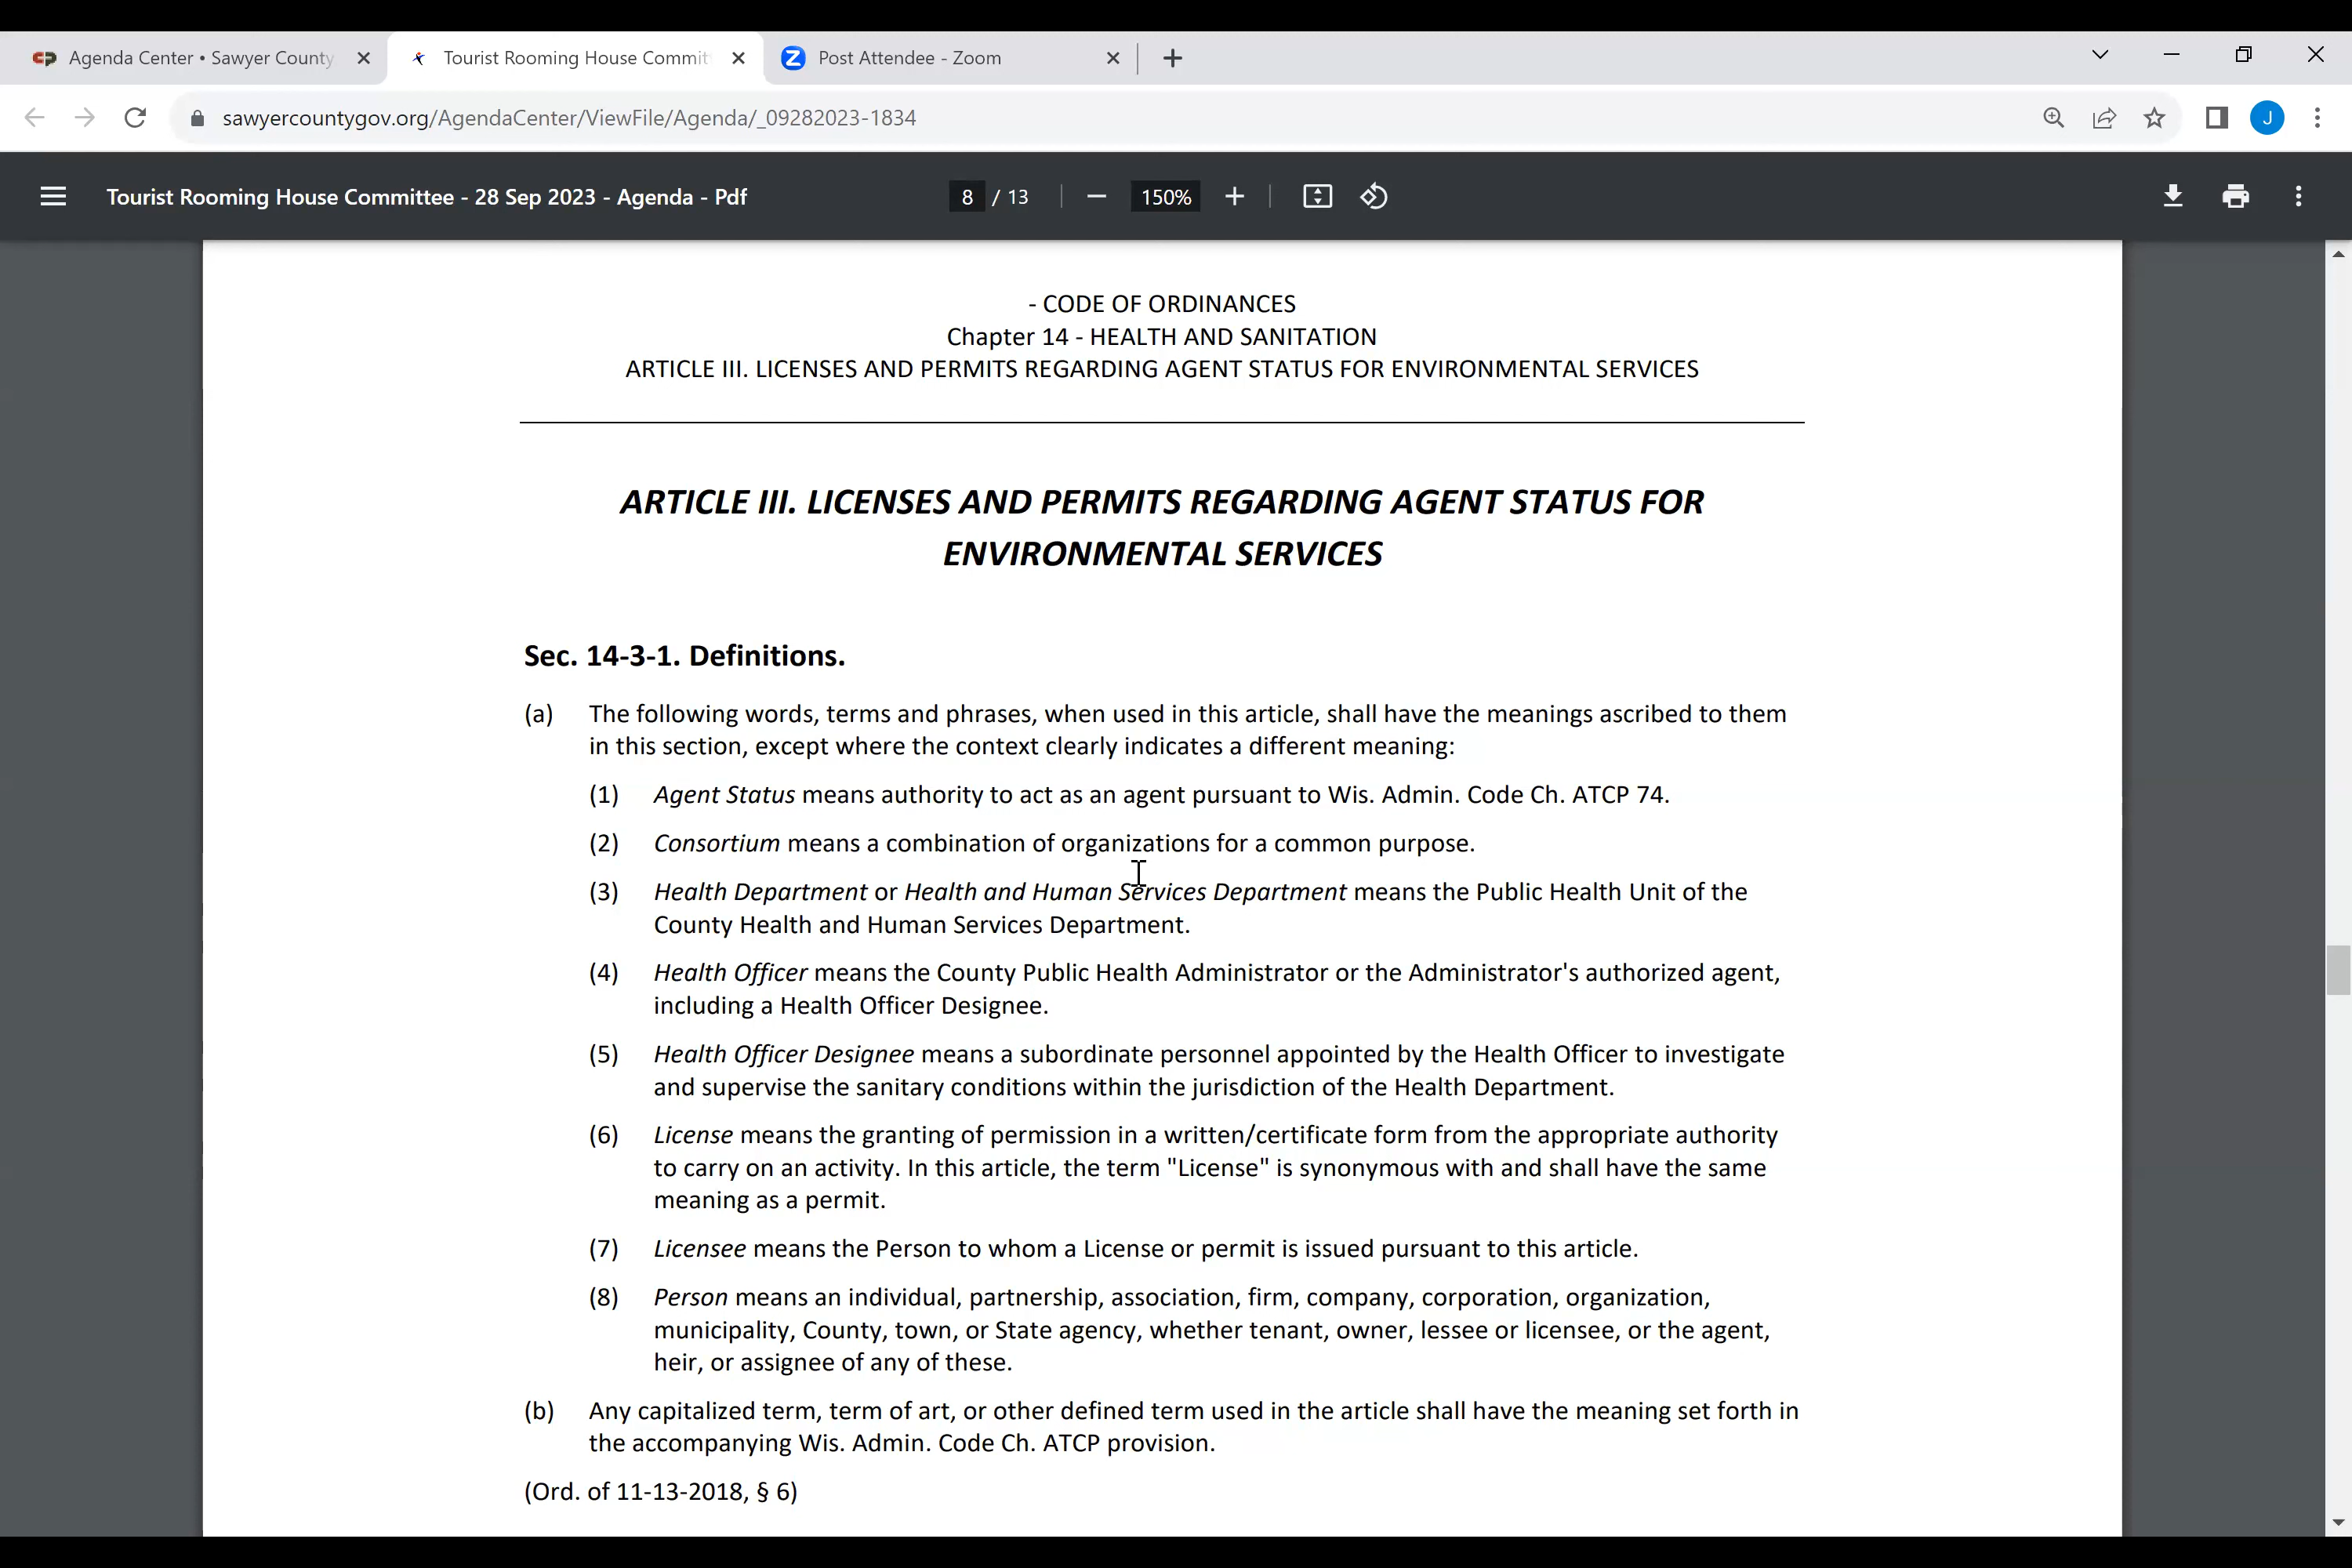 Agenda Center • Sawyer County
Tourist Rooming House Commit
Post Attendee - Zoom
sawyercountygov.org/AgendaCenter/ViewFile/Agenda/_09282023-1834
J
Tourist Rooming House Committee - 28 Sep 2023 - Agenda - Pdf
8 / 13
150%
- CODE OF ORDINANCES
Chapter 14 - HEALTH AND SANITATION
ARTICLE III. LICENSES AND PERMITS REGARDING AGENT STATUS FOR ENVIRONMENTAL SERVICES
ARTICLE III. LICENSES AND PERMITS REGARDING AGENT STATUS FOR
ENVIRONMENTAL SERVICES
Sec. 14-3-1. Definitions.
(a) The following words, terms and phrases, when used in this article, shall have the meanings ascribed to them
in this section, except where the context clearly indicates a different meaning:
(1) Agent Status means authority to act as an agent pursuant to Wis. Admin. Code Ch. ATCP 74.
(2) Consortium means a combination of organizations for a common purpose.
(3) Health Department or Health and Human Services Department means the Public Health Unit of the
County Health and Human Services Department.
(4) Health Officer means the County Public Health Administrator or the Administrator's authorized agent,
including a Health Officer Designee.
(5) Health Officer Designee means a subordinate personnel appointed by the Health Officer to investigate
and supervise the sanitary conditions within the jurisdiction of the Health Department.
(6) License means the granting of permission in a written/certificate form from the appropriate authority
to carry on an activity. In this article, the term "License" is synonymous with and shall have the same
meaning as a permit.
(7) Licensee means the Person to whom a License or permit is issued pursuant to this article.
(8) Person means an individual, partnership, association, firm, company, corporation, organization,
municipality, County, town, or State agency, whether tenant, owner, lessee or licensee, or the agent,
heir, or assignee of any of these.
(b) Any capitalized term, term of art, or other defined term used in the article shall have the meaning set forth in
the accompanying Wis. Admin. Code Ch. ATCP provision.
(Ord. of 11-13-2018, § 6)